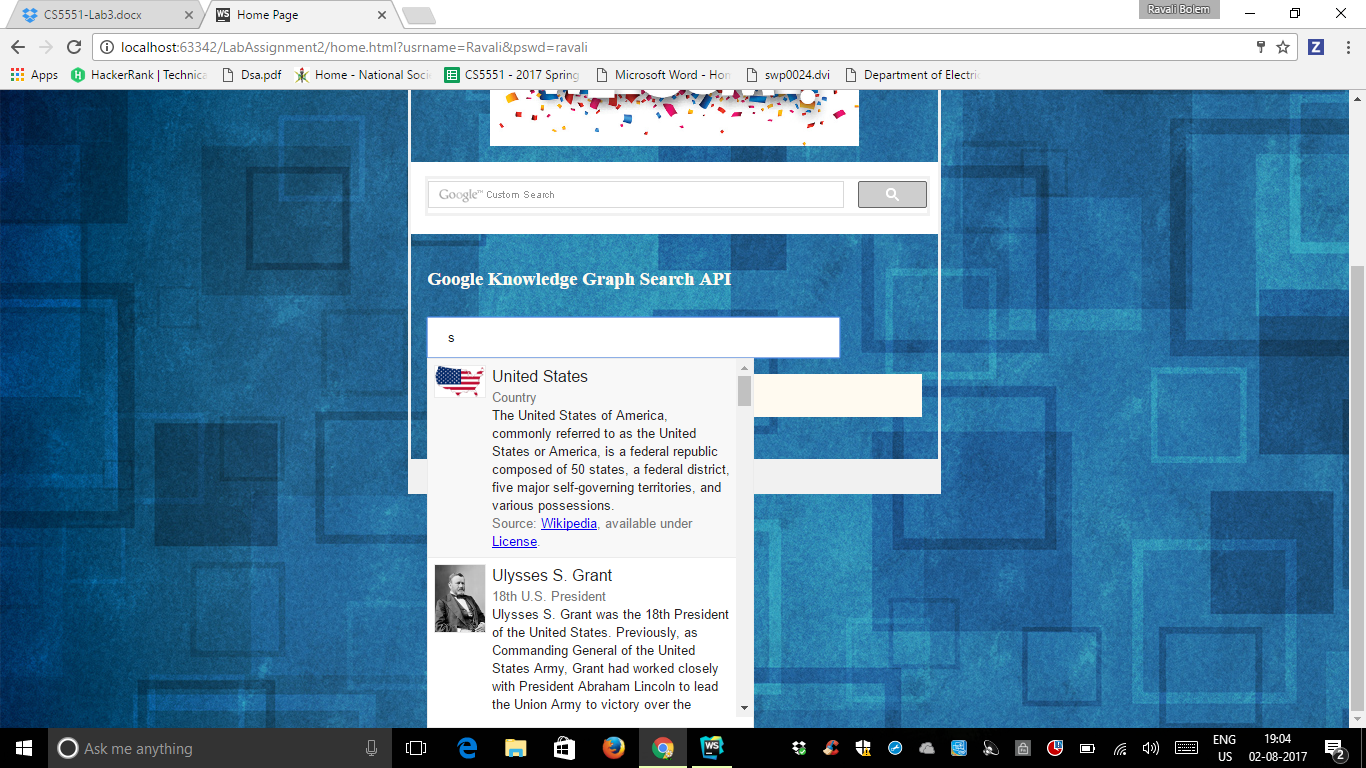 CS5551-Lab3.docx
Home Page
Ravali Bolem
localhost:63342/LabAssignment2/home.html?usrname=Ravali&pswd=ravali
Apps
HackerRank | Technica
Dsa.pdf
Home - National Soci
CS5551 - 2017 Spring
Microsoft Word - Hon
swp0024.dvi
Department of Electri
Google™ Custom Search
Google Knowledge Graph Search API
s
United States
Country
The United States of America,
commonly referred to as the United
States or America, is a federal republic
composed of 50 states, a federal district,
five major self-governing territories, and
various possessions.
Source: Wikipedia, available under
License.
Ulysses S. Grant
18th U.S. President
Ulysses S. Grant was the 18th President
of the United States. Previously, as
Commanding General of the United
States Army, Grant had worked closely
with President Abraham Lincoln to lead
the Union Army to victory over the
Ask me anything
ENG
US
19:04
02-08-2017
2